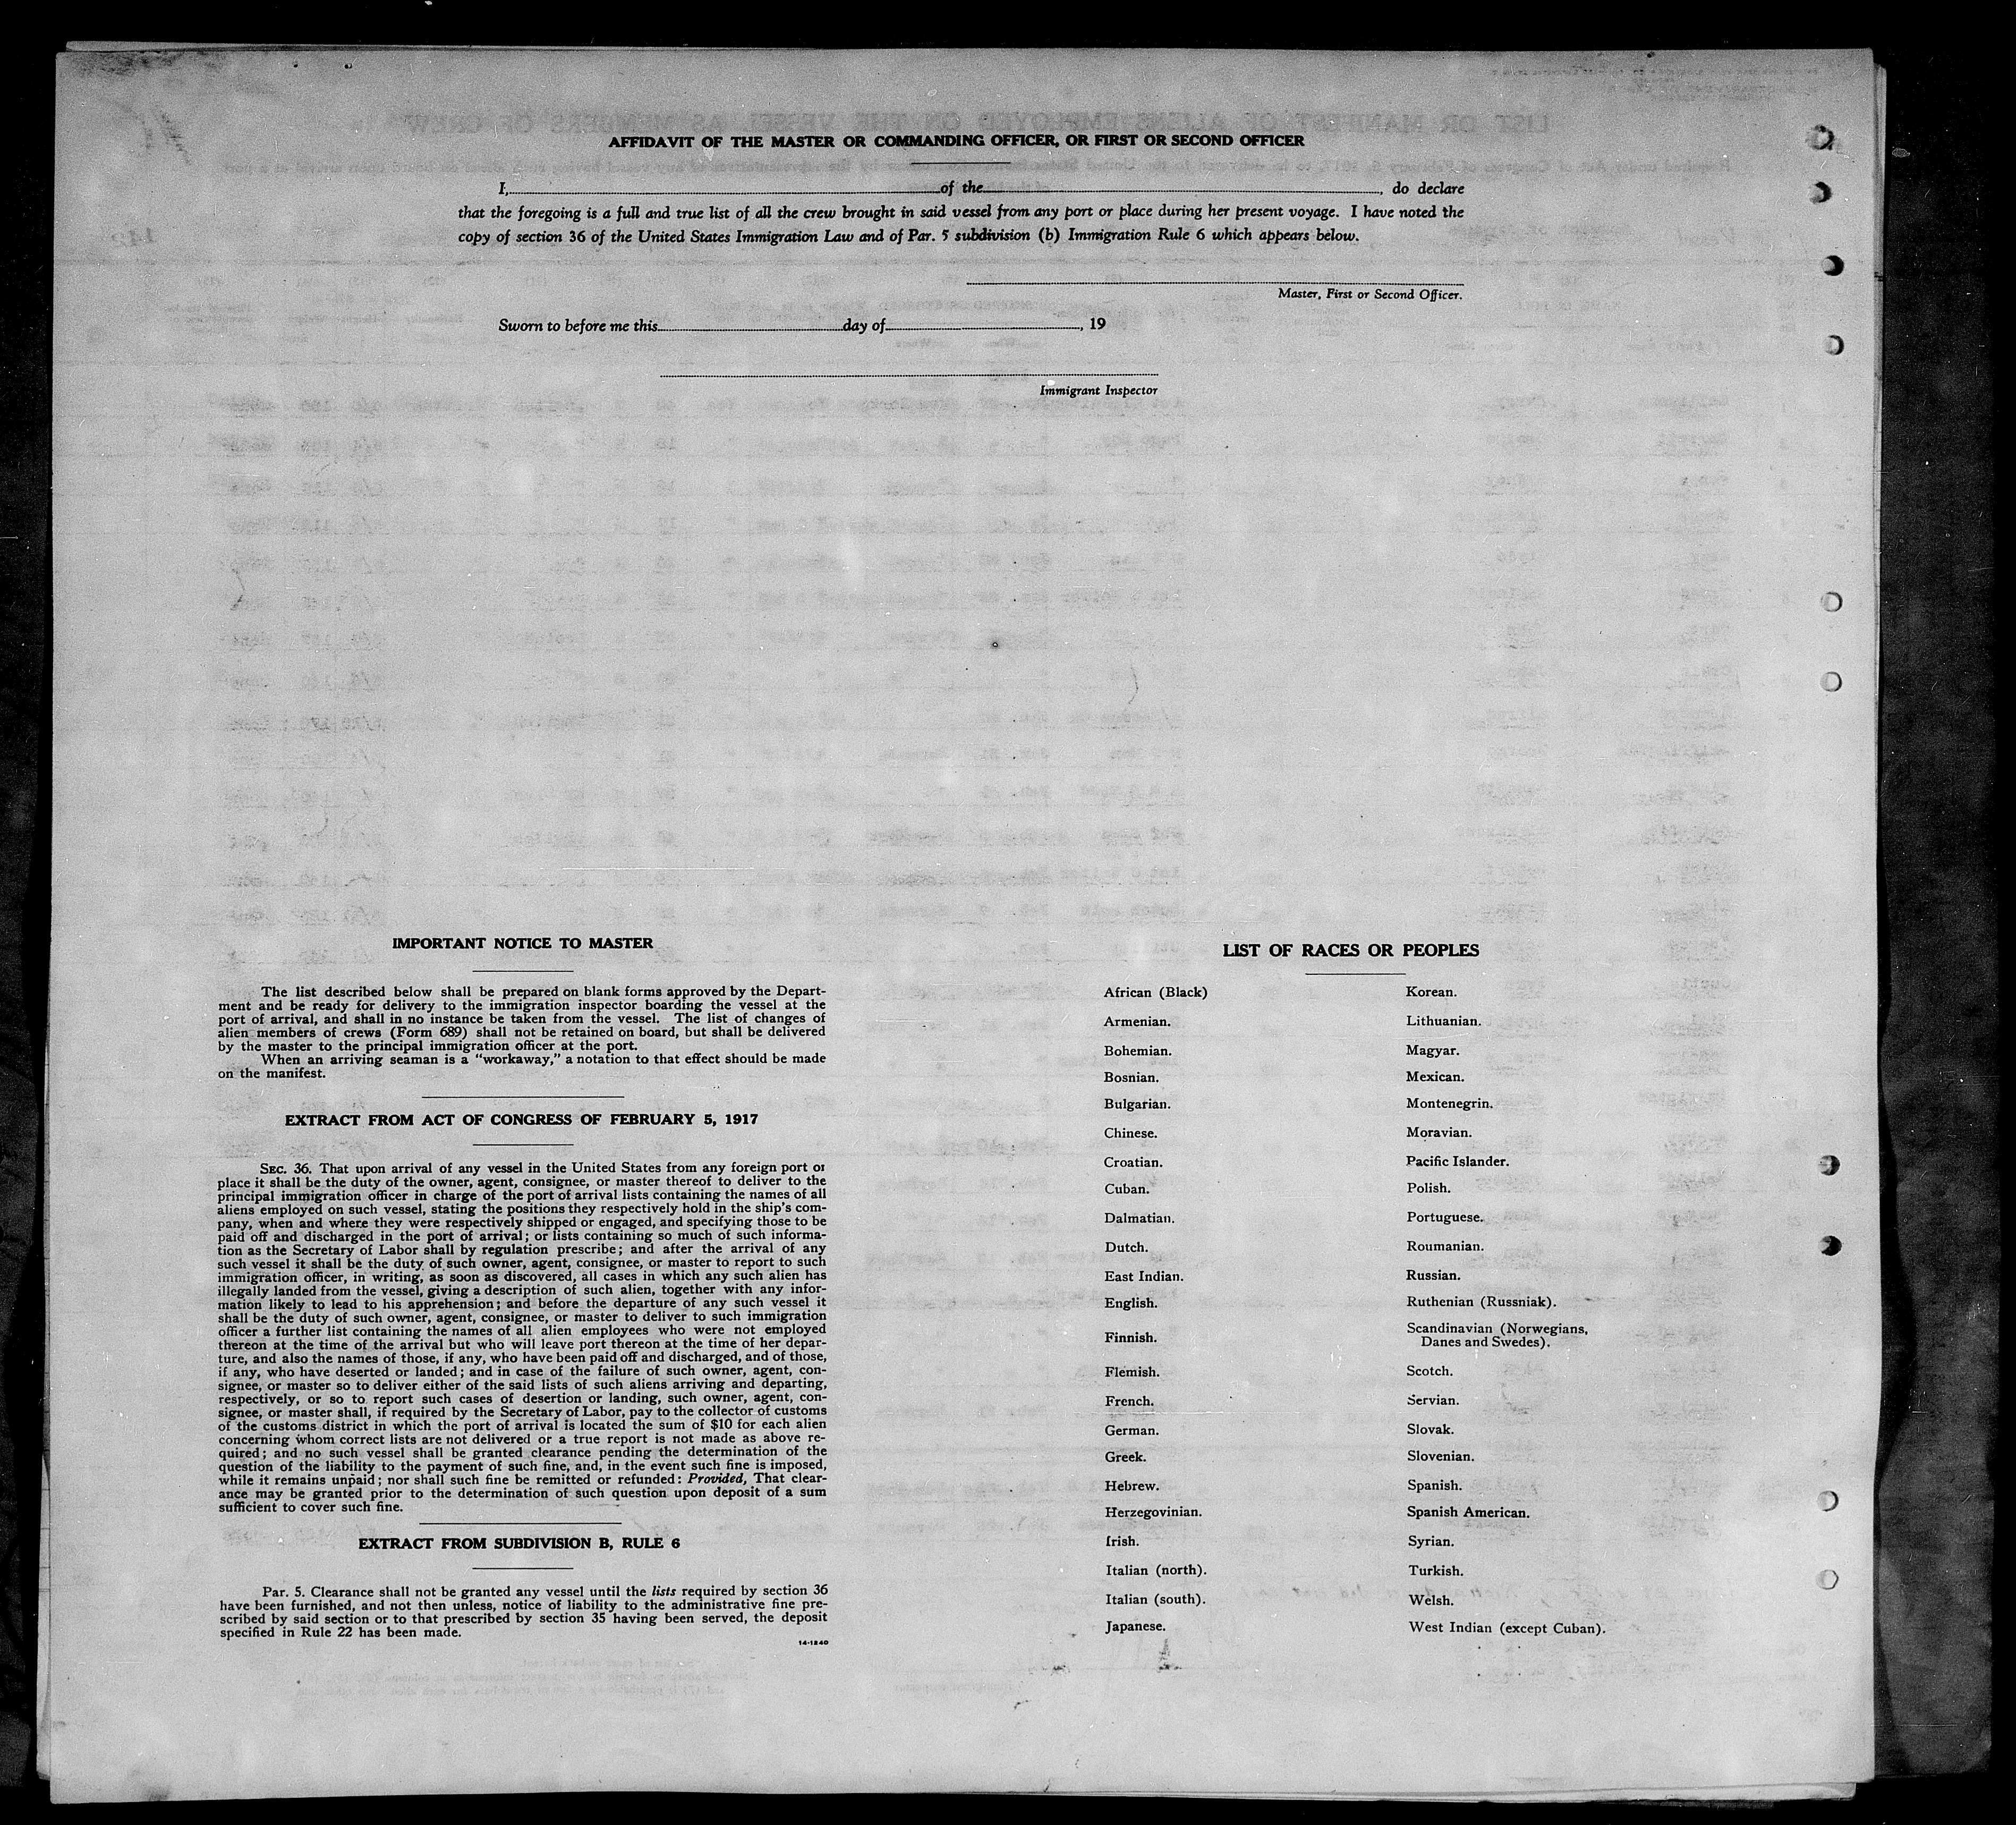 AFFIDAVIT OF THE MASTER OR COMMANDING OFFICER, OR FIRST OR SECOND OFFICER
I, of the , do declare
that the foregoing is a full and true list of all the crew brought in said vessel from any port or place during her present voyage. I have noted the
copy of section 36 of the United States Immigration Law and of Par. 5 subdivision (b) Immigration Rule 6 which appears below.
Master, First or Second Officer.
Sworn to before me this day of , 19
Immigrant Inspector
IMPORTANT NOTICE TO MASTER
The list described below shall be prepared on blank forms approved by the Depart-
ment and be ready for delivery to the immigration inspector boarding the vessel at the
port of arrival, and shall in no instance be taken from the vessel. The list of changes of
alien members of crews (Form 689) shall not be retained on board, but shall be delivered
by the master to the principal immigration officer at the port.
When an arriving seaman is a "workaway," a notation to that effect should be made
on the manifest.
EXTRACT FROM ACT OF CONGRESS OF FEBRUARY 5, 1917
SEC. 36. That upon arrival of any vessel in the United States from any foreign port or
place it shall be the duty of the owner, agent, consignee, or master thereof to deliver to the
principal immigration officer in charge of the port of arrival lists containing the names of all
aliens employed on such vessel, stating the positions they respectively hold in the ship's com-
pany, when and where they were respectively shipped or engaged, and specifying those to be
paid off and discharged in the port of arrival; or lists containing so much of such informa-
tion as the Secretary of Labor shall by regulation prescribe; and after the arrival of any
such vessel it shall be the duty of such owner, agent, consignee, or master to report to such
immigration officer, in writing, as soon as discovered, all cases in which any such alien has
illegally landed from the vessel, giving a description of such alien, together with any infor-
mation likely to lead to his apprehension; and before the departure of any such vessel it
shall be the duty of such owner, agent, consignee, or master to deliver to such immigration
officer a further list containing the names of all alien employees who were not employed
thereon at the time of the arrival but who will leave port thereon at the time of her depar-
ture, and also the names of those, if any, who have been paid off and discharged, and of those,
if any, who have deserted or landed; and in case of the failure of such owner, agent, con-
signee, or master so to deliver either of the said lists of such aliens arriving and departing,
respectively, or so to report such cases of desertion or landing, such owner, agent, con-
signee, or master shall, if required by the Secretary of Labor, pay to the collector of customs
of the customs district in which the port of arrival is located the sum of $10 for each alien
concerning whom correct lists are not delivered or a true report is not made as above re-
quired; and no such vessel shall be granted clearance pending the determination of the
question of the liability to the payment of such fine, and, in the event such fine is imposed,
while it remains unpaid; nor shall such fine be remitted or refunded: Provided, That clear-
ance may be granted prior to the determination of such question upon deposit of a sum
sufficient to cover such fine.
EXTRACT FROM SUBDIVISION B, RULE 6
Par. 5. Clearance shall not be granted any vessel until the lists required by section 36
have been furnished, and not then unless, notice of liability to the administrative fine pre-
scribed by said section or to that prescribed by section 35 having been served, the deposit
specified in Rule 22 has been made.
14-1240
LIST OF RACES OR PEOPLES
African (Black)
Armenian.
Bohemian.
Bosnian.
Bulgarian.
Chinese.
Croatian.
Cuban.
Dalmatian.
Dutch.
East Indian.
English.
Finnish.
Flemish.
French.
German.
Greek.
Hebrew.
Herzegovinian.
Irish.
Italian (north).
Italian (south).
Japanese.
Korean.
Lithuanian.
Magyar.
Mexican.
Montenegrin.
Moravian.
Pacific Islander.
Polish.
Portuguese.
Roumanian.
Russian.
Ruthenian (Russniak).
Scandinavian (Norwegians,
Danes and Swedes).
Scotch.
Servian.
Slovak.
Slovenian.
Spanish.
Spanish American.
Syrian.
Turkish.
Welsh.
West Indian (except Cuban).